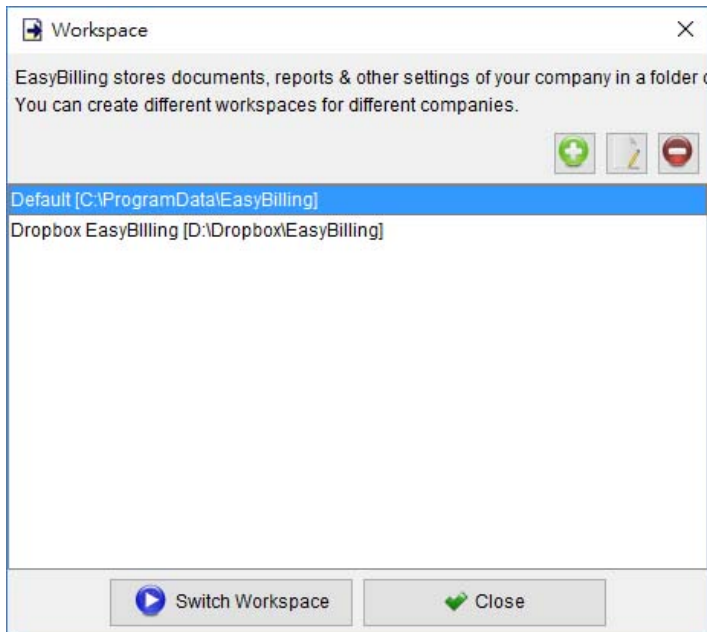 Workspace
EasyBilling stores documents, reports & other settings of your company in a folder
You can create different workspaces for different companies.
Default [C:\ProgramData\EasyBilling]
Dropbox EasyBIlling [D:\Dropbox\EasyBilling]
Switch Workspace
Close